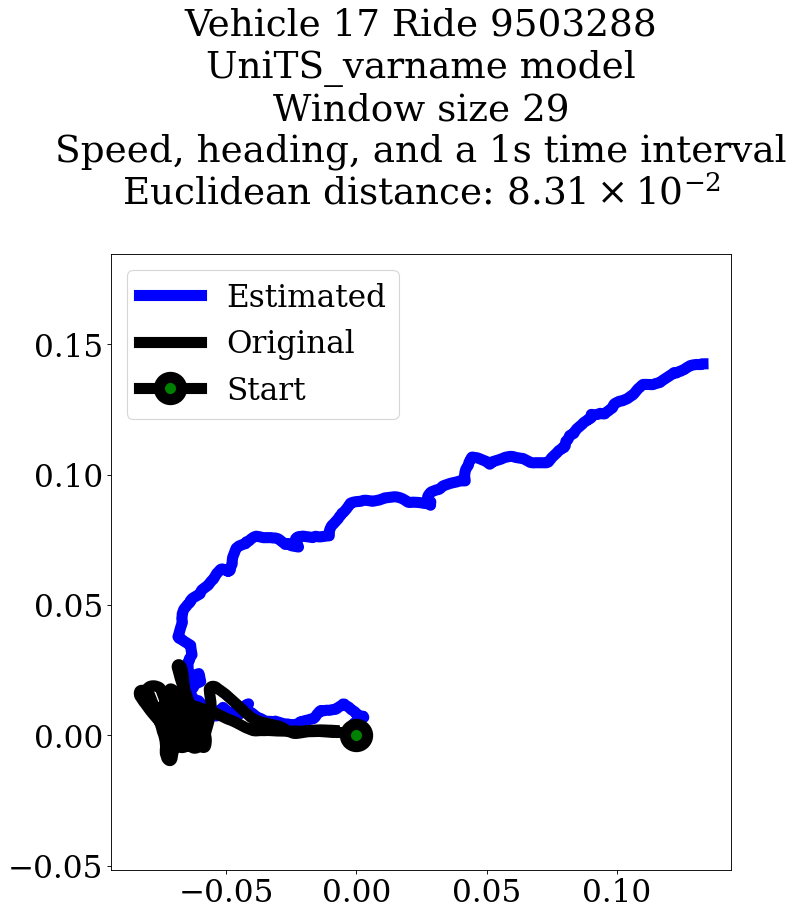 Vehicle 17 Ride 9503288
UniTS_varname model
Window size 29
Speed, heading, and a 1s time interval
Euclidean distance: $8.31 \times 10^{-2}$
Estimated
Original
Start
0.15
0.10
0.05
0.00
−0.05
−0.05 0.00 0.05 0.10